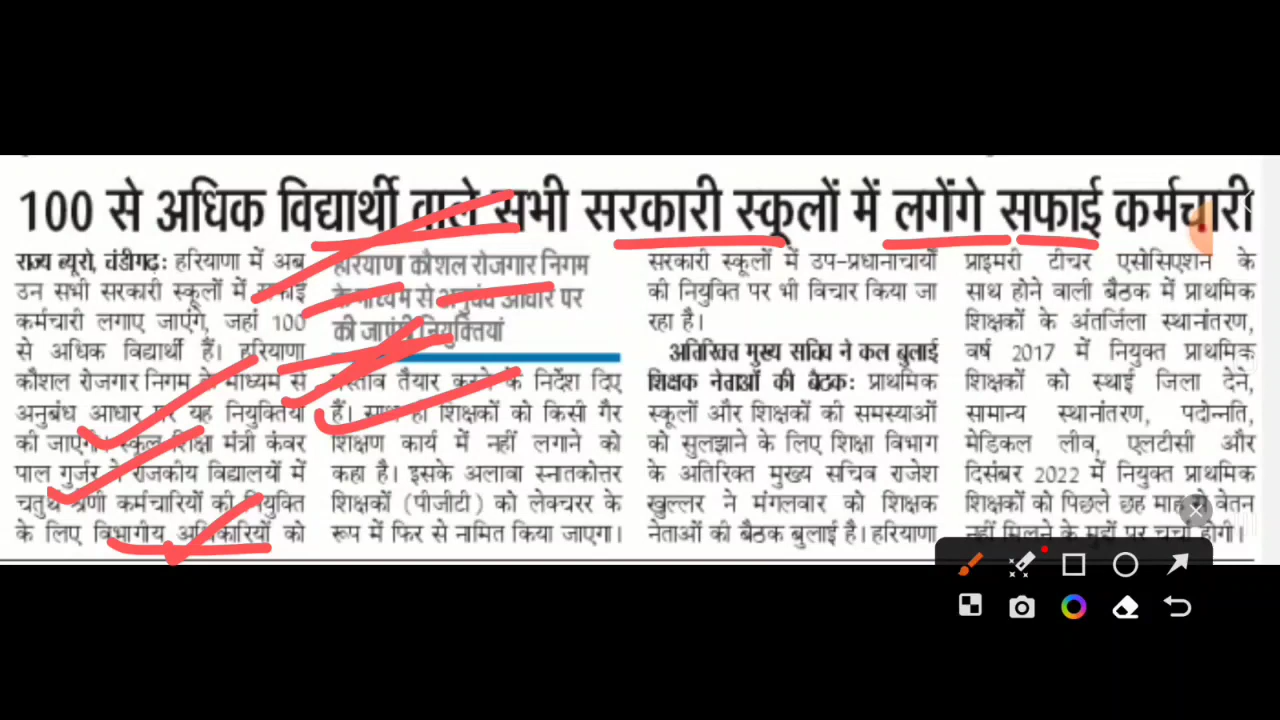 100 से अधिक विद्यार्थी वाले सभी सरकारी स्कूलों में लगेंगे सफाई कर्मचारी
राज्य ब्यूरो, चंडीगढ़: हरियाणा में अब
उन सभी सरकारी स्कूलों में सफाई
कर्मचारी लगाए जाएंगे, जहां 100
से अधिक विद्यार्थी हैं। हरियाणा
कौशल रोजगार निगम के माध्यम से
अनुबंध आधार पर यह नियुक्तियां
की जाएंगी। स्कूल शिक्षा मंत्री कंवर
पाल गुर्जर ने राजकीय विद्यालयों में
चतुर्थ श्रेणी कर्मचारियों की नियुक्ति
के लिए विभागीय अधिकारियों को
हरियाणा कौशल रोजगार निगम
के माध्यम से अनुबंध आधार पर
की जाएंगी नियुक्तियां
प्रस्ताव तैयार करने के निर्देश दिए
हैं। साथ ही शिक्षकों को किसी गैर
शिक्षण कार्य में नहीं लगाने को
कहा है। इसके अलावा स्नातकोत्तर
शिक्षकों (पीजीटी) को लेक्चरर के
रूप में फिर से नामित किया जाएगा।
सरकारी स्कूलों में उप-प्रधानाचार्यों
की नियुक्ति पर भी विचार किया जा
रहा है।
अतिरिक्त मुख्य सचिव ने कल बुलाई
शिक्षक नेताओं की बैठक: प्राथमिक
स्कूलों और शिक्षकों की समस्याओं
को सुलझाने के लिए शिक्षा विभाग
के अतिरिक्त मुख्य सचिव राजेश
खुल्लर ने मंगलवार को शिक्षक
नेताओं की बैठक बुलाई है। हरियाणा
प्राइमरी टीचर एसोसिएशन के
साथ होने वाली बैठक में प्राथमिक
शिक्षकों के अंतर्जिला स्थानांतरण,
वर्ष 2017 में नियुक्त प्राथमिक
शिक्षकों को स्थाई जिला देने,
सामान्य स्थानांतरण, पदोन्नति,
मेडिकल लीव, एलटीसी और
दिसंबर 2022 में नियुक्त प्राथमिक
शिक्षकों को पिछले छह माह से वेतन
नहीं मिलने के मुद्दों पर चर्चा होगी।